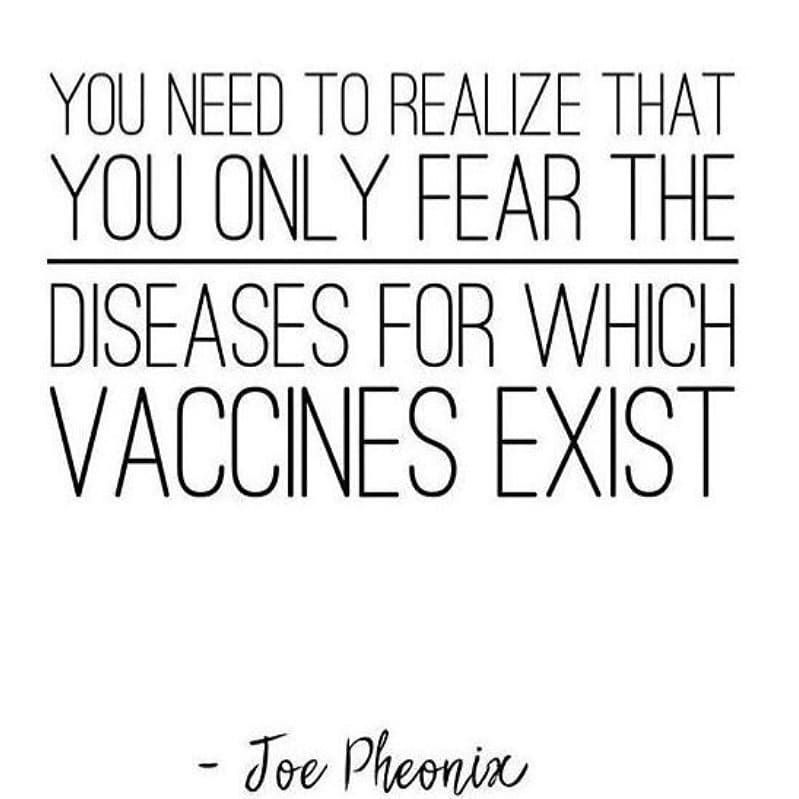 YOU NEED TO REALIZE THAT
YOU ONLY FEAR THE
DISEASES FOR WHICH
VACCINES EXIST
- Joe Pheonix